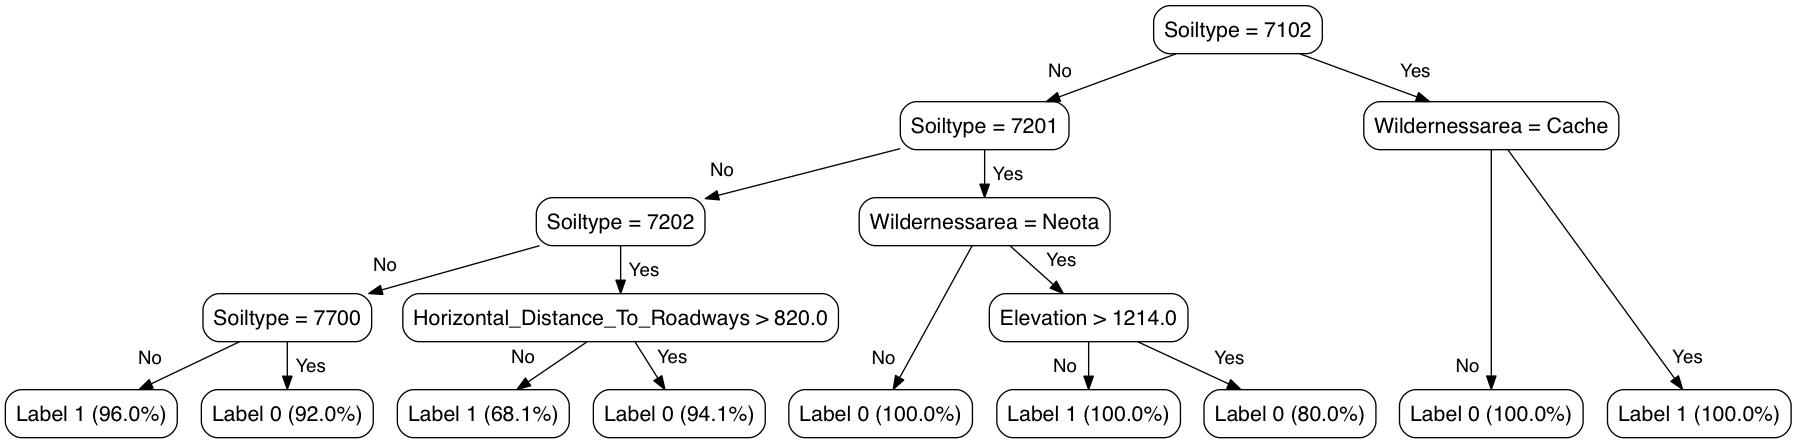 Soiltype = 7102
No
Yes
Soiltype = 7201
Wildernessarea = Cache
No
Yes
Soiltype = 7202
Wildernessarea = Neota
No
Yes
Yes
Soiltype = 7700
Horizontal_Distance_To_Roadways > 820.0
Elevation > 1214.0
No
Yes
No
Yes
No
No
Yes
No
Yes
Label 1 (96.0%)
Label 0 (92.0%)
Label 1 (68.1%)
Label 0 (94.1%)
Label 0 (100.0%)
Label 1 (100.0%)
Label 0 (80.0%)
Label 0 (100.0%)
Label 1 (100.0%)